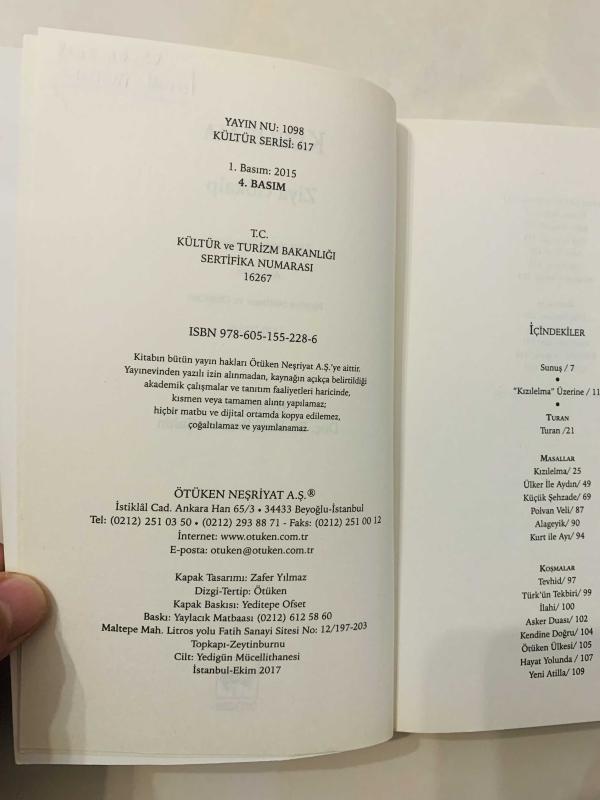 YAYIN NU: 1098
KÜLTÜR SERİSİ: 617
1. Basım: 2015
4. BASIM
T.C.
KÜLTÜR ve TURİZM BAKANLIĞI
SERTİFİKA NUMARASI
16267
ISBN 978-605-155-228-6
Kitabın bütün yayın hakları Ötüken Neşriyat A.Ş.'ye aittir.
Yayınevinden yazılı izin alınmadan, kaynağın açıkça belirtildiği
akademik çalışmalar ve tanıtım faaliyetleri haricinde,
kısmen veya tamamen alıntı yapılamaz;
hiçbir matbu ve dijital ortamda kopya edilemez,
çoğaltılamaz ve yayımlanamaz.
ÖTÜKEN NEŞRİYAT A.Ş.®
İstiklâl Cad. Ankara Han 65/3 • 34433 Beyoğlu-İstanbul
Tel: (0212) 251 03 50 • (0212) 293 88 71 - Faks: (0212) 251 00 12
İnternet: www.otuken.com.tr
E-posta: otuken@otuken.com.tr
Kapak Tasarımı: Zafer Yılmaz
Dizgi-Tertip: Ötüken
Kapak Baskısı: Yeditepe Ofset
Baskı: Yaylacık Matbaası (0212) 612 58 60
Maltepe Mah. Litros yolu Fatih Sanayi Sitesi No: 12/197-203
Topkapı-Zeytinburnu
Cilt: Yedigün Mücellithanesi
İstanbul-Ekim 2017
İÇİNDEKİLER
Sunuş / 7
•
"Kızılelma" Üzerine / 11
•
TURAN
Turan /21
MASALLAR
Kızılelma/ 25
Ülker İle Aydın/ 49
Küçük Şehzade/ 69
Polvan Veli/ 87
Alageyik/ 90
Kurt ile Ayı/ 94
KOŞMALAR
Tevhid/ 97
Türk'ün Tekbiri/ 99
İlahi/ 100
Asker Duası/ 102
Kendine Doğru/ 104
Ötüken Ülkesi/ 105
Hayat Yolunda / 107
Yeni Atilla/ 109